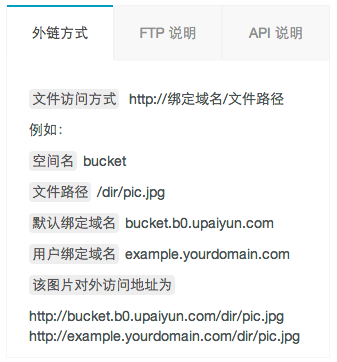 外链方式 FTP 说明 API 说明
文件访问方式 http://绑定域名/文件路径
例如：
空间名 bucket
文件路径 /dir/pic.jpg
默认绑定域名 bucket.b0.upaiyun.com
用户绑定域名 example.yourdomain.com
该图片对外访问地址为
http://bucket.b0.upaiyun.com/dir/pic.jpg
http://example.yourdomain.com/dir/pic.jpg